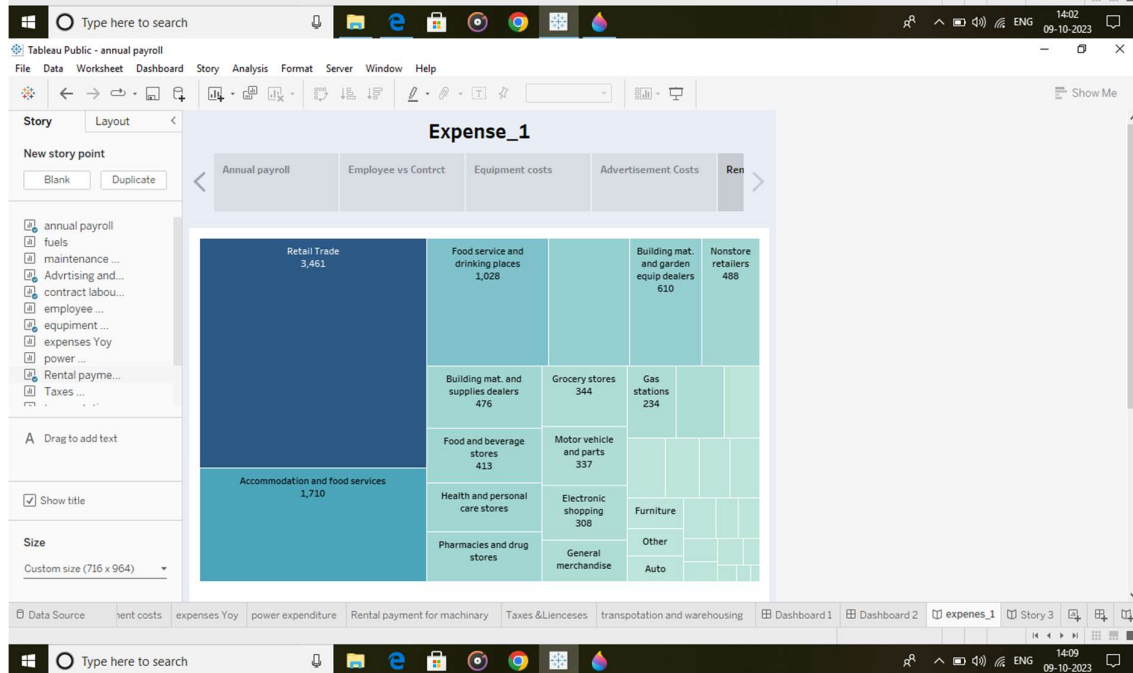 Type here to search
ENG
14:02
09-10-2023
Tableau Public - annual payroll
File Data Worksheet Dashboard Story Analysis Format Server Window Help
Show Me
Story Layout
New story point
Blank Duplicate
annual payroll
fuels
maintenance ...
Advrtising and...
contract labou...
employee ...
equpiment ...
expenses Yoy
power ...
Rental payme...
Taxes ...
A Drag to add text
Show title
Size
Custom size (716 x 964)
Expense_1
Annual payroll
Employee vs Contrct
Equipment costs
Advertisement Costs
Ren
Retail Trade
3,461
Accommodation and food services
1,710
Food service and
drinking places
1,028
Building mat.
and garden
equip dealers
610
Nonstore
retailers
488
Building mat. and
supplies dealers
476
Grocery stores
344
Gas
stations
234
Food and beverage
stores
413
Motor vehicle
and parts
337
Health and personal
care stores
Electronic
shopping
308
Furniture
Pharmacies and drug
stores
General
merchandise
Other
Auto
Data Source
nent costs
expenses Yoy
power expenditure
Rental payment for machinary
Taxes &Lienceses
transpotation and warehousing
Dashboard 1
Dashboard 2
expenes_1
Story 3
Type here to search
ENG
14:09
09-10-2023